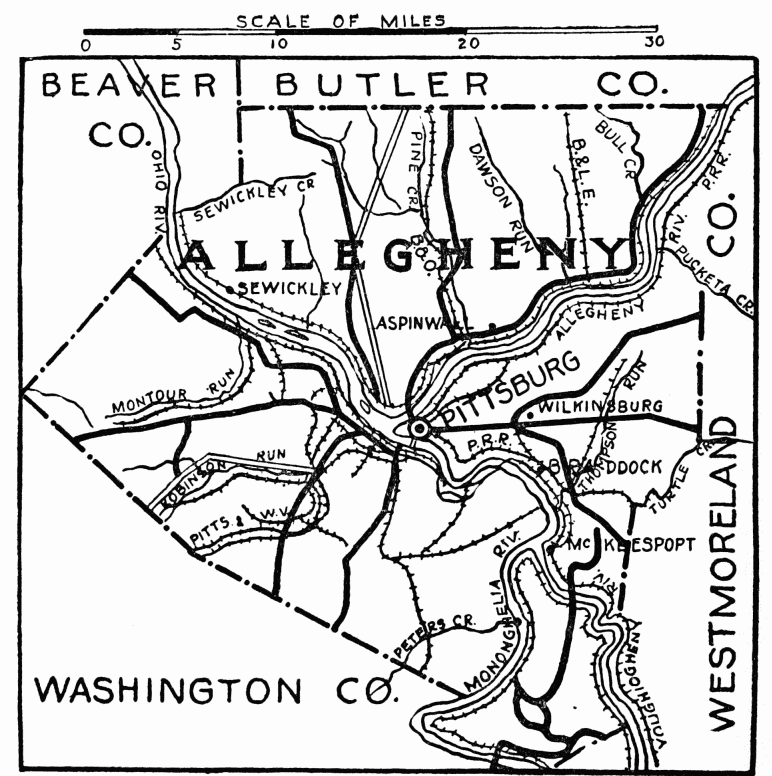 SCALE OF MILES
0 5 10 20 30
BEAVER CO.
BUTLER CO.
OHIO RIV.
SEWICKLEY CR
PINE CR.
B.&O.
DAWSON RUN
B.&L.E.
BULL CR
P.R.R.
RIV.
CO.
PUCKETA CR.
ALLEGHENY
SEWICKLEY
ASPINWALL
ALLEGHENY
PITTSBURG
MONTOUR RUN
WILKINSBURG
THOMPSON RUN
P.R.R.
ROBINSON RUN
BRADDOCK
TURTLE CR.
PITTS. & W.V.
RIV.
McKEESPOPT
RIV.
PETERS CR.
MONONGHELIA
YOUGHIOGHENY
WESTMORELAND
WASHINGTON CO.